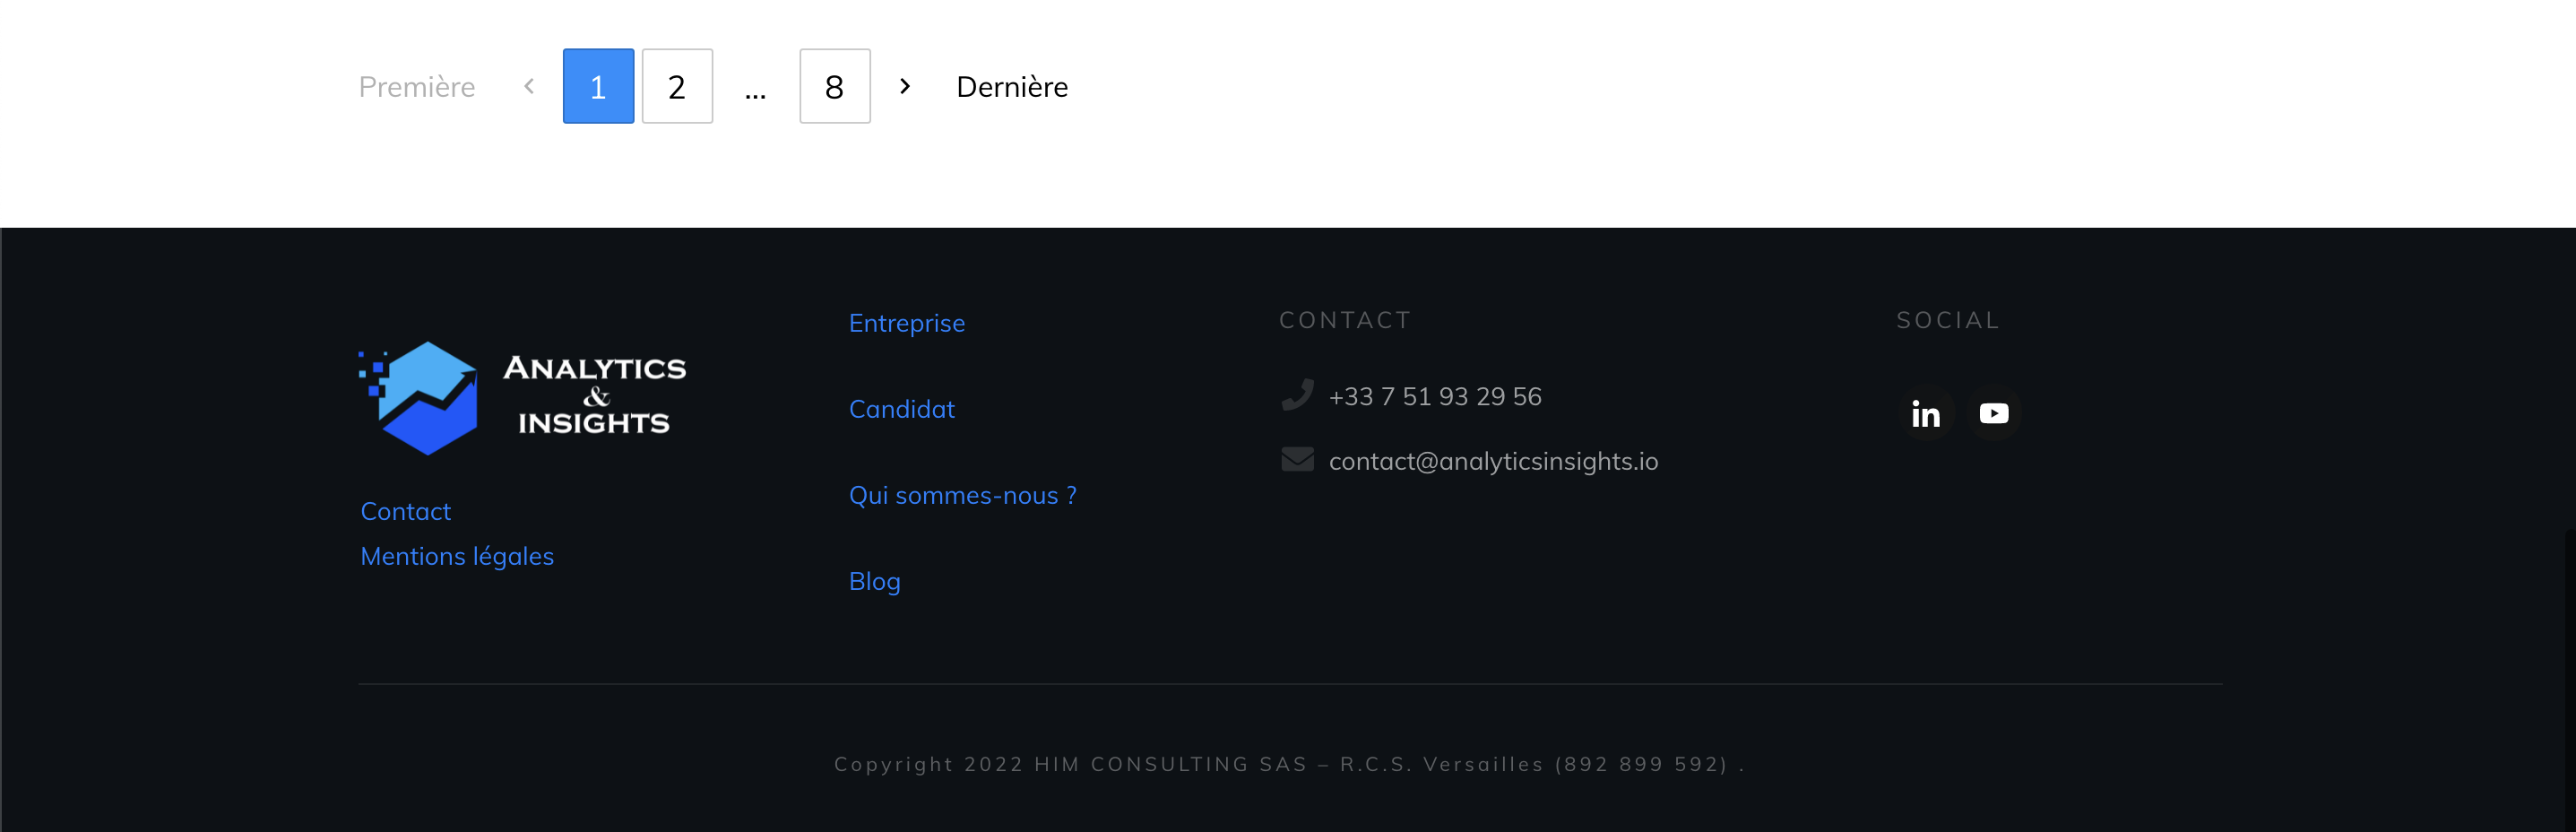 Première
1
2
...
8
Dernière
ANALYTICS
&
INSIGHTS
Contact
Mentions légales
Entreprise
Candidat
Qui sommes-nous ?
Blog
CONTACT
+33 7 51 93 29 56
contact@analyticsinsights.io
SOCIAL
in
Copyright 2022 HIM CONSULTING SAS – R.C.S. Versailles (892 899 592) .